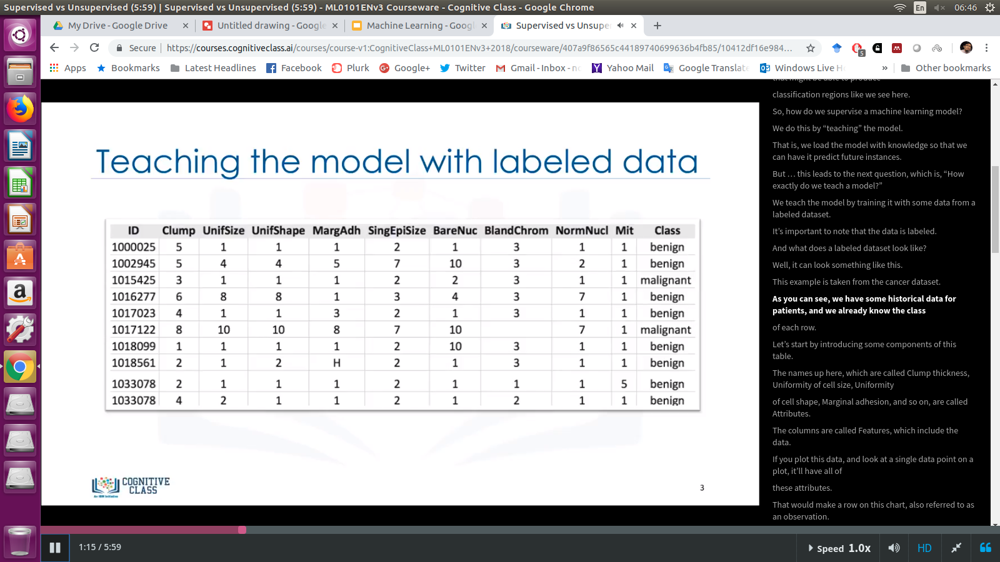 Supervised vs Unsupervised (5:59) | Supervised vs Unsupervised (5:59) - ML0101ENv3 Courseware - Cognitive Class - Google Chrome
En
06:46
My Drive - Google Drive
Untitled drawing - Google
Machine Learning - Googl
Supervised vs Unsuper
Secure
https://courses.cognitiveclass.ai/courses/course-v1:CognitiveClass+ML0101ENv3+2018/courseware/407a9f86565c44189740699636b4fb85/10412df16e984...
5
Apps
Bookmarks
Latest Headlines
Facebook
Plurk
Google+
Twitter
Gmail - Inbox - no
Yahoo Mail
Google Translate
Windows Live H
»
Other bookmarks
Teaching the model with labeled data
ID Clump UnifSize UnifShape MargAdh SingEpiSize BareNuc BlandChrom NormNucl Mit Class
1000025 5 1 1 1 2 1 3 1 1 benign
1002945 5 4 4 5 7 10 3 2 1 benign
1015425 3 1 1 1 2 2 3 1 1 malignant
1016277 6 8 8 1 3 4 3 7 1 benign
1017023 4 1 1 3 2 1 3 1 1 benign
1017122 8 10 10 8 7 10 7 1 malignant
1018099 1 1 1 1 2 10 3 1 1 benign
1018561 2 1 2 H 2 1 3 1 1 benign
1033078 2 1 1 1 2 1 1 1 5 benign
1033078 4 2 1 1 2 1 2 1 1 benign
COGNITIVE
CLASS
An IBM Initiative
3
that might be able to produce
classification regions like we see here.
So, how do we supervise a machine learning model?
We do this by “teaching” the model.
That is, we load the model with knowledge so that we
can have it predict future instances.
But … this leads to the next question, which is, “How
exactly do we teach a model?”
We teach the model by training it with some data from a
labeled dataset.
It’s important to note that the data is labeled.
And what does a labeled dataset look like?
Well, it can look something like this.
This example is taken from the cancer dataset.
As you can see, we have some historical data for
patients, and we already know the class
of each row.
Let’s start by introducing some components of this
table.
The names up here, which are called Clump thickness,
Uniformity of cell size, Uniformity
of cell shape, Marginal adhesion, and so on, are called
Attributes.
The columns are called Features, which include the
data.
If you plot this data, and look at a single data point on a
plot, it’ll have all of
these attributes.
That would make a row on this chart, also referred to as
an observation.
1:15 / 5:59
Speed 1.0x
HD